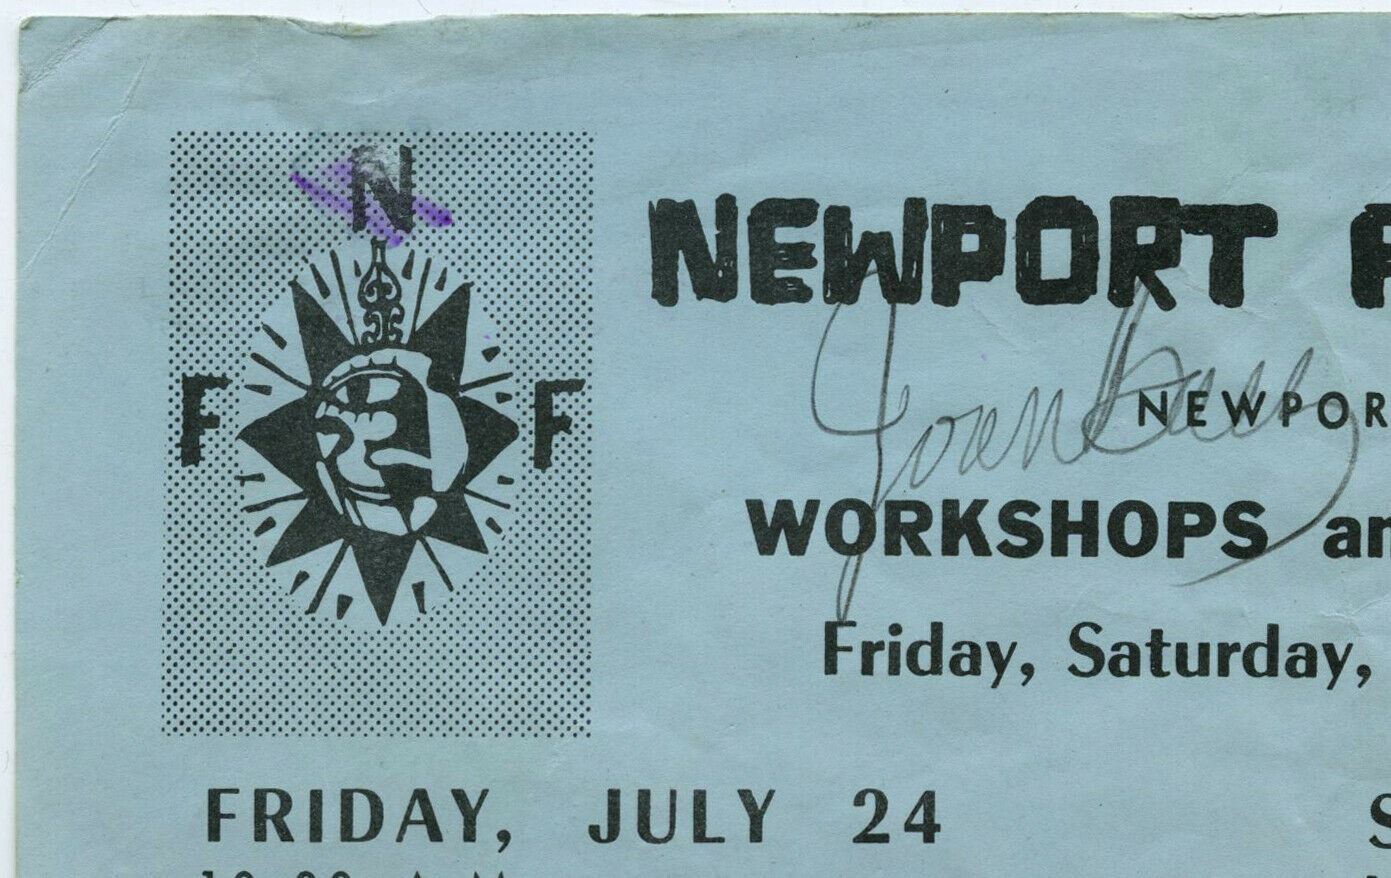 N
F F
NEWPORT
Joan Baez
NEWPOR
WORKSHOPS an
Friday, Saturday,
FRIDAY, JULY 24